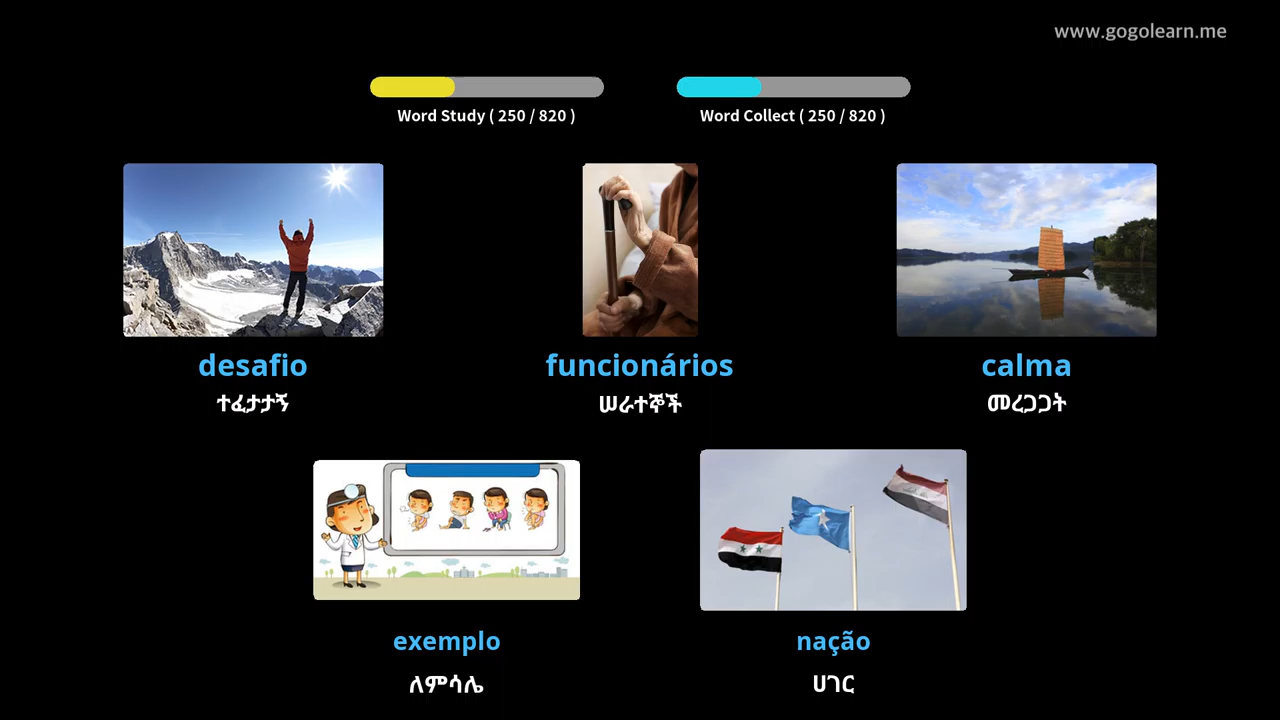 www.gogolearn.me
Word Study ( 250 / 820 )
Word Collect ( 250 / 820 )
desafio
funcionários
calma
ተፈታታኝ
ሠራተኞች
መረጋጋት
exemplo
nação
ለምሳሌ
ሀገር